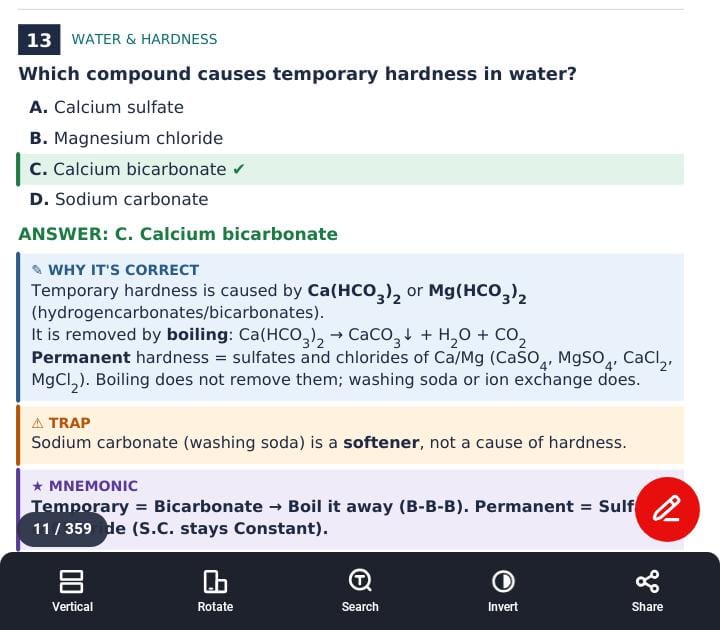 13 WATER & HARDNESS
Which compound causes temporary hardness in water?
A. Calcium sulfate
B. Magnesium chloride
C. Calcium bicarbonate ✔
D. Sodium carbonate
ANSWER: C. Calcium bicarbonate
✎ WHY IT'S CORRECT
Temporary hardness is caused by Ca(HCO₃)₂ or Mg(HCO₃)₂
(hydrogencarbonates/bicarbonates).
It is removed by boiling: Ca(HCO₃)₂ → CaCO₃↓ + H₂O + CO₂
Permanent hardness = sulfates and chlorides of Ca/Mg (CaSO₄, MgSO₄, CaCl₂,
MgCl₂). Boiling does not remove them; washing soda or ion exchange does.
⚠ TRAP
Sodium carbonate (washing soda) is a softener, not a cause of hardness.
★ MNEMONIC
Temporary = Bicarbonate → Boil it away (B-B-B). Permanent =
(S.C. stays Constant).
11 / 359
Vertical
Rotate
Search
Invert
Share